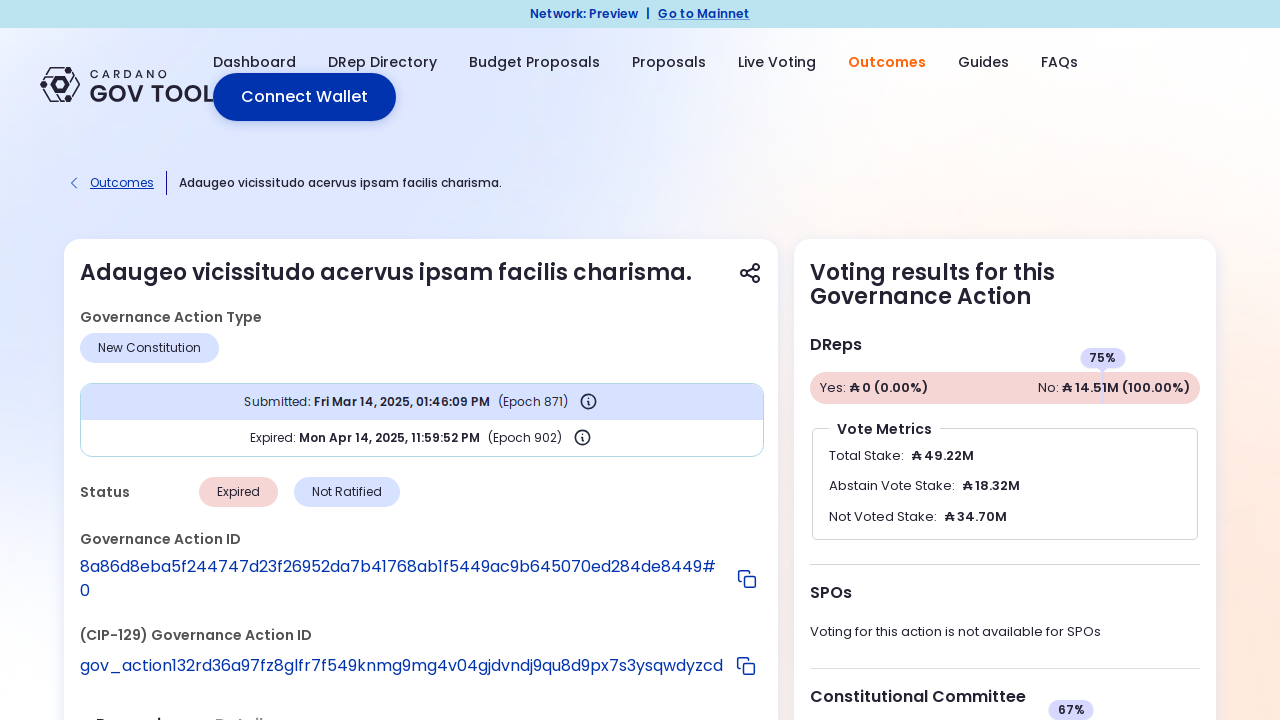 Network: Preview | Go to Mainnet
CARDANO
GOV TOOL
Dashboard DRep Directory Budget Proposals Proposals Live Voting Outcomes Guides FAQs
Connect Wallet
Outcomes Adaugeo vicissitudo acervus ipsam facilis charisma.
Adaugeo vicissitudo acervus ipsam facilis charisma.
Governance Action Type
New Constitution
Submitted: Fri Mar 14, 2025, 01:46:09 PM (Epoch 871)
Expired: Mon Apr 14, 2025, 11:59:52 PM (Epoch 902)
Status Expired Not Ratified
Governance Action ID
8a86d8eba5f244747d23f26952da7b41768ab1f5449ac9b645070ed284de8449#
0
(CIP-129) Governance Action ID
gov_action132rd36a97fz8glfr7f549knmg9mg4v04gjdvndj9qu8d9px7s3ysqwdyzcd
Voting results for this
Governance Action
DReps
75%
Yes: ₳ 0 (0.00%) No: ₳ 14.51M (100.00%)
Vote Metrics
Total Stake: ₳ 49.22M
Abstain Vote Stake: ₳ 18.32M
Not Voted Stake: ₳ 34.70M
SPOs
Voting for this action is not available for SPOs
Constitutional Committee
67%